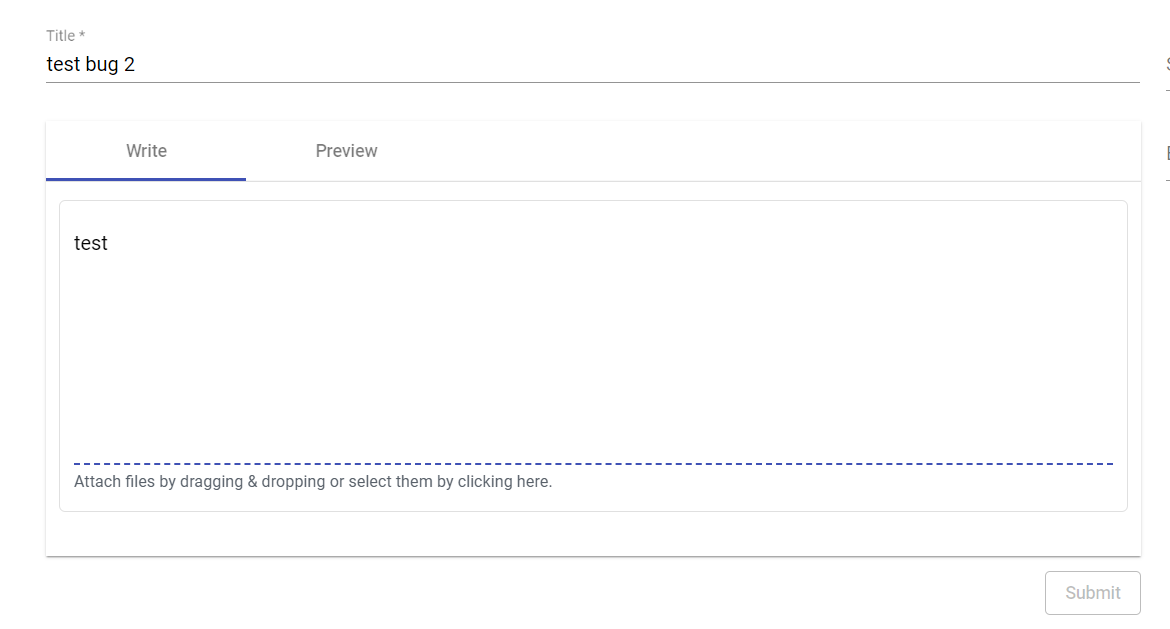 Title *
test bug 2
Write Preview
test
Attach files by dragging & dropping or select them by clicking here.
Submit